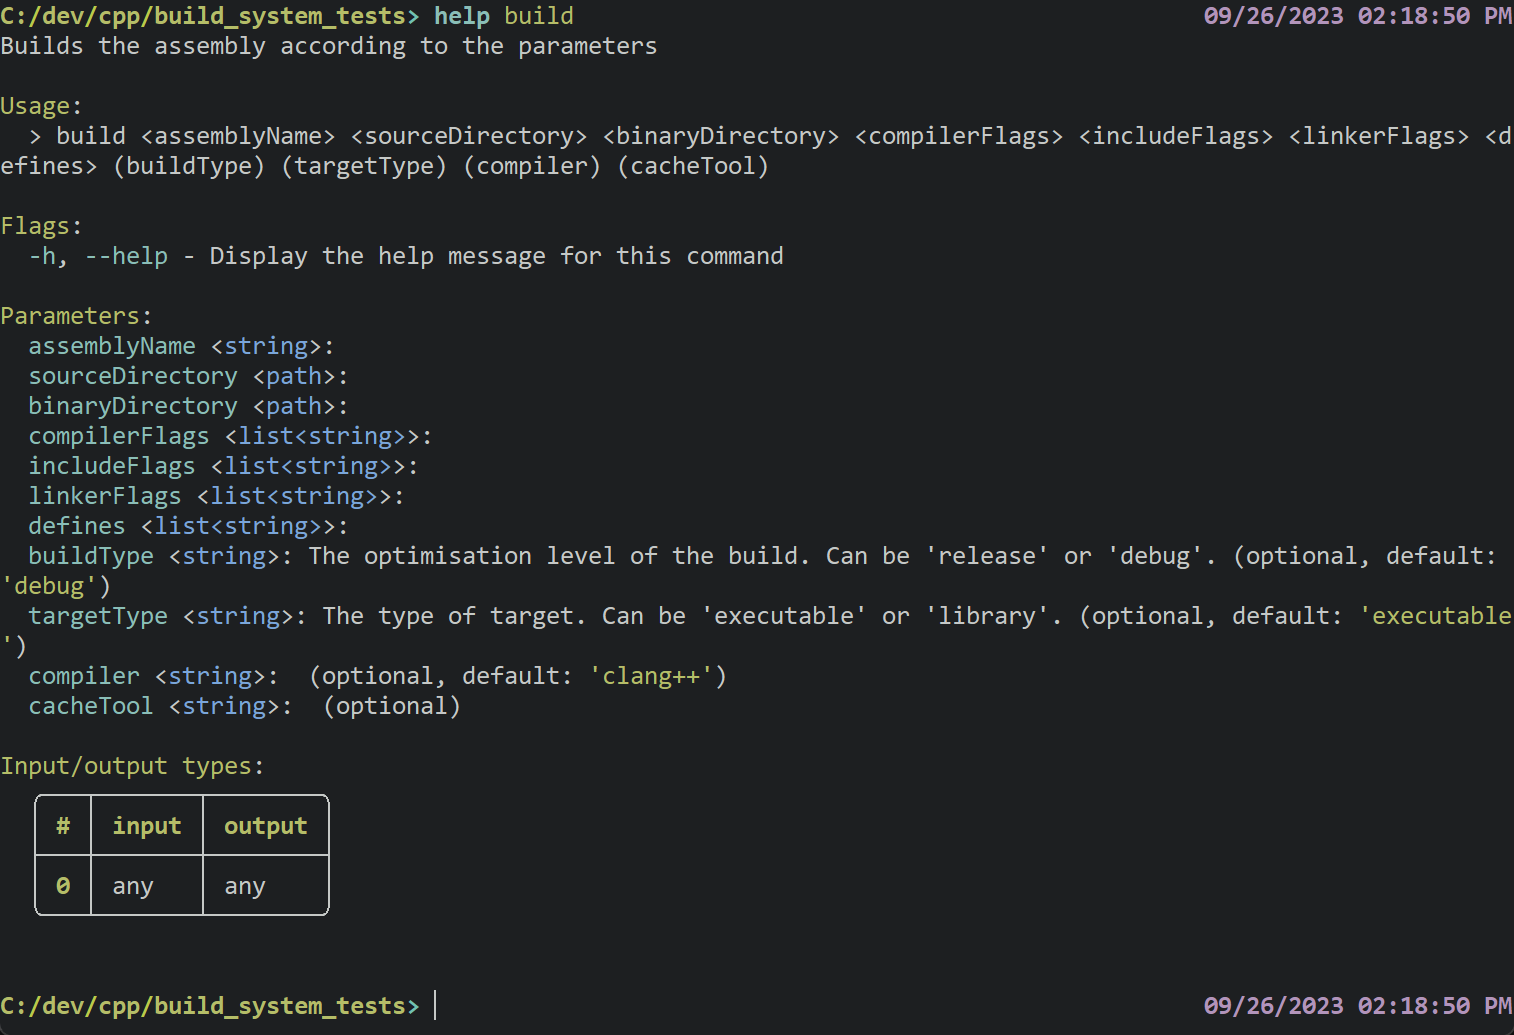 C:/dev/cpp/build_system_tests> help build 09/26/2023 02:18:50 PM
Builds the assembly according to the parameters
Usage:
  > build <assemblyName> <sourceDirectory> <binaryDirectory> <compilerFlags> <includeFlags> <linkerFlags> <d
efines> (buildType) (targetType) (compiler) (cacheTool)
Flags:
  -h, --help - Display the help message for this command
Parameters:
  assemblyName <string>:
  sourceDirectory <path>:
  binaryDirectory <path>:
  compilerFlags <list<string>>:
  includeFlags <list<string>>:
  linkerFlags <list<string>>:
  defines <list<string>>:
  buildType <string>: The optimisation level of the build. Can be 'release' or 'debug'. (optional, default:
'debug')
  targetType <string>: The type of target. Can be 'executable' or 'library'. (optional, default: 'executable
')
  compiler <string>:  (optional, default: 'clang++')
  cacheTool <string>:  (optional)
Input/output types:
# input output
0 any any
C:/dev/cpp/build_system_tests> 09/26/2023 02:18:50 PM